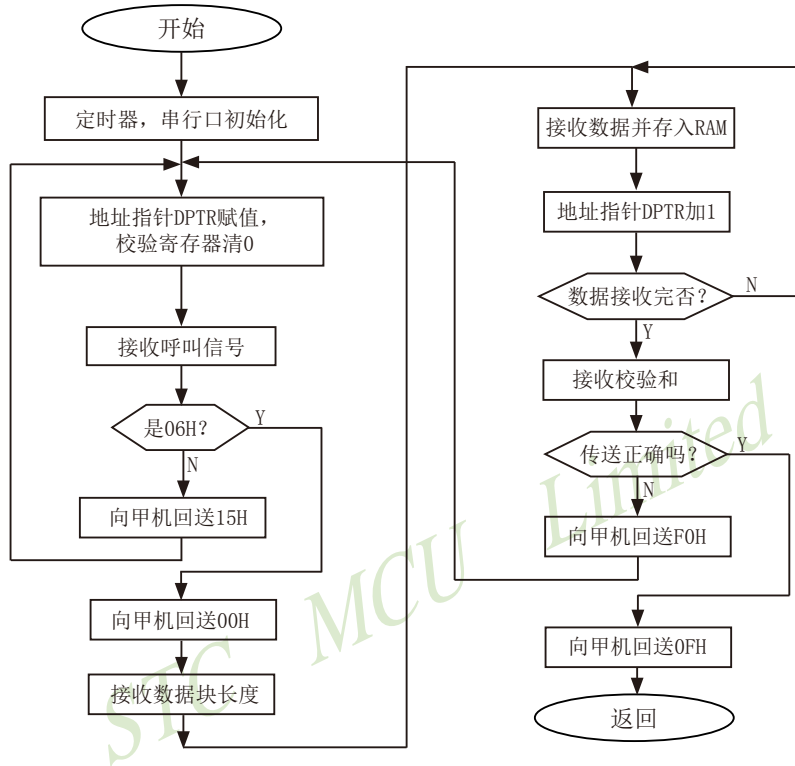 开始
定时器，串行口初始化
地址指针DPTR赋值，
校验寄存器清0
接收呼叫信号
是06H?
Y
N
向甲机回送15H
向甲机回送00H
接收数据块长度
接收数据并存入RAM
地址指针DPTR加1
数据接收完否?
N
Y
接收校验和
传送正确吗?
Y
N
向甲机回送F0H
向甲机回送0FH
返回
STC MCU Limited